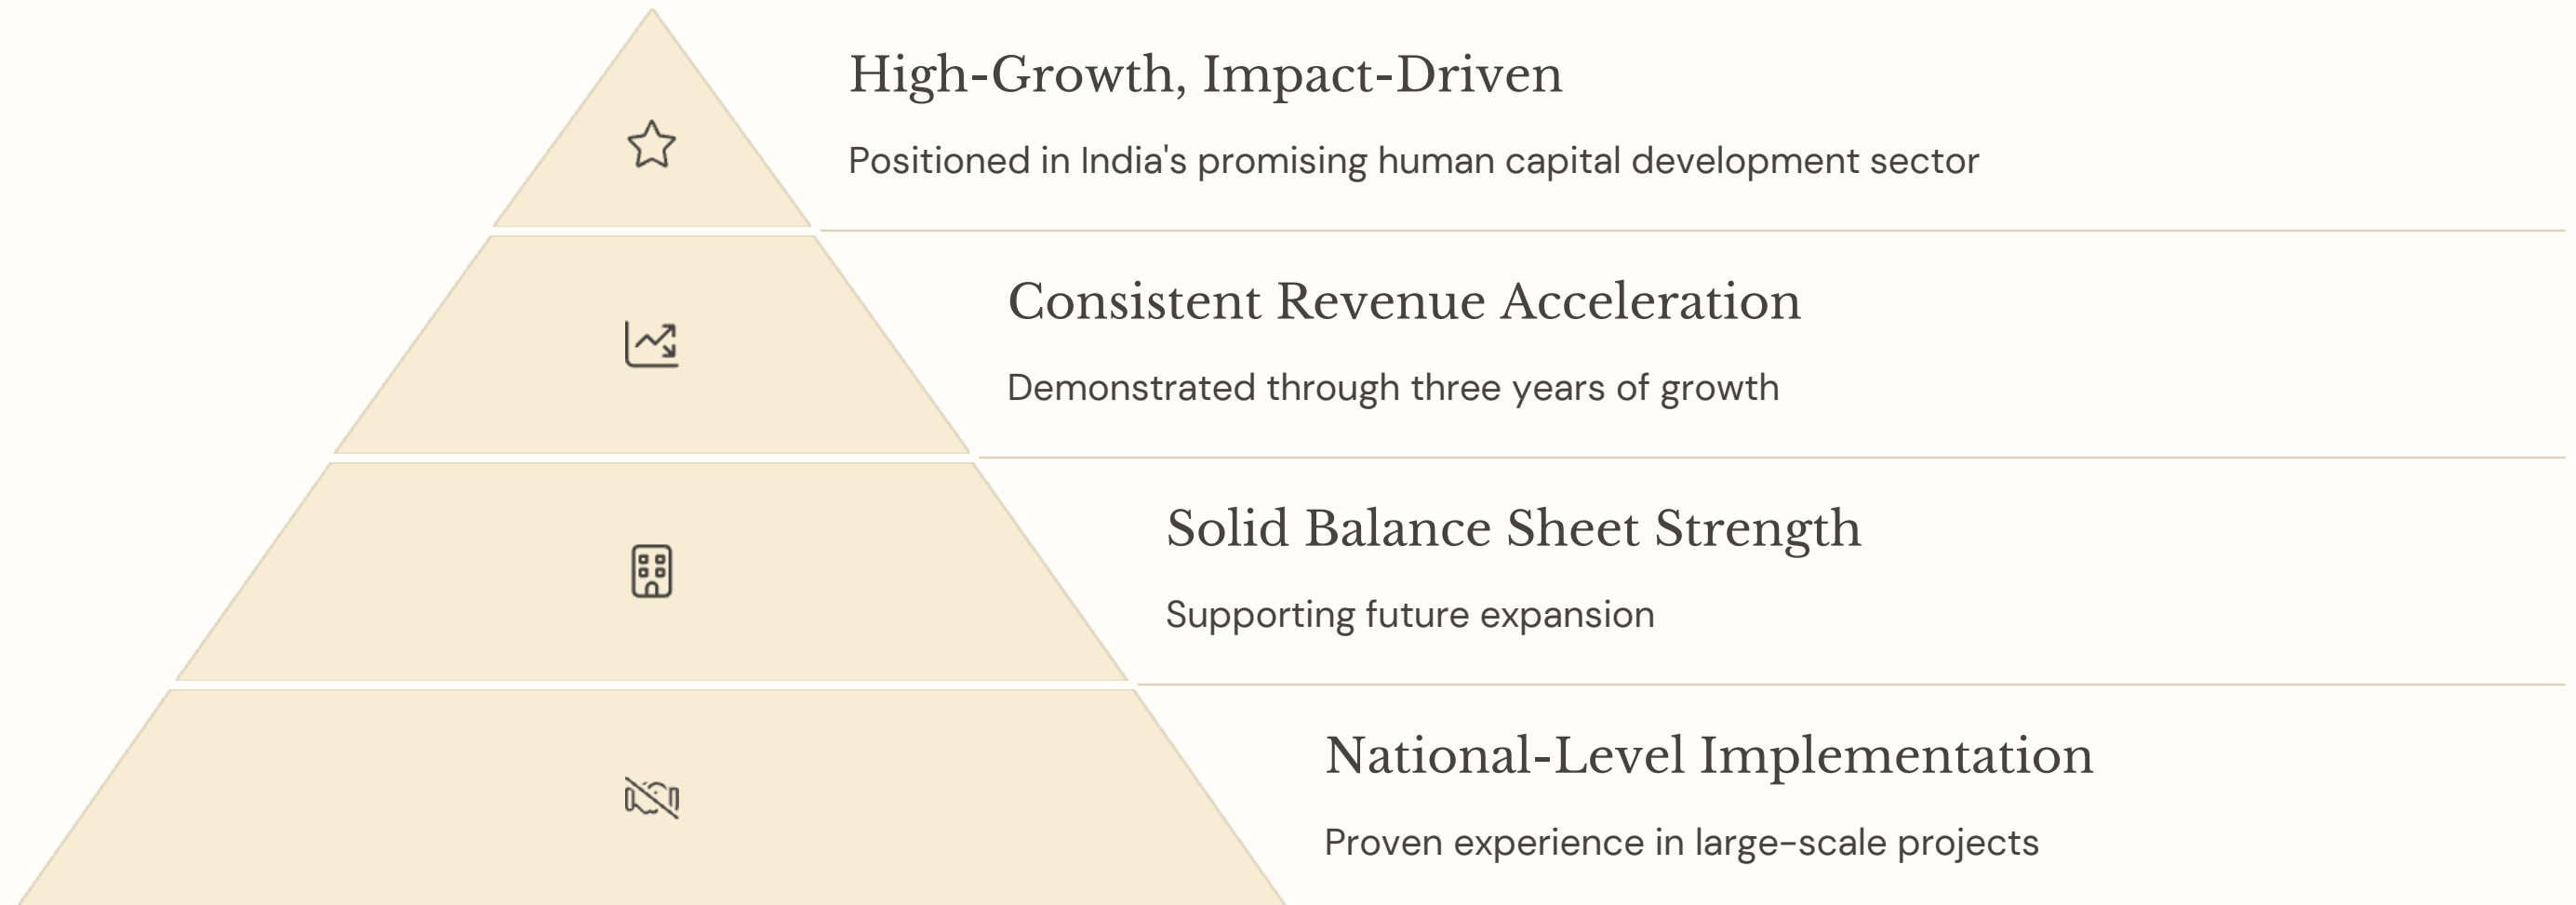 High-Growth, Impact-Driven
Positioned in India's promising human capital development sector
Consistent Revenue Acceleration
Demonstrated through three years of growth
Solid Balance Sheet Strength
Supporting future expansion
National-Level Implementation
Proven experience in large-scale projects